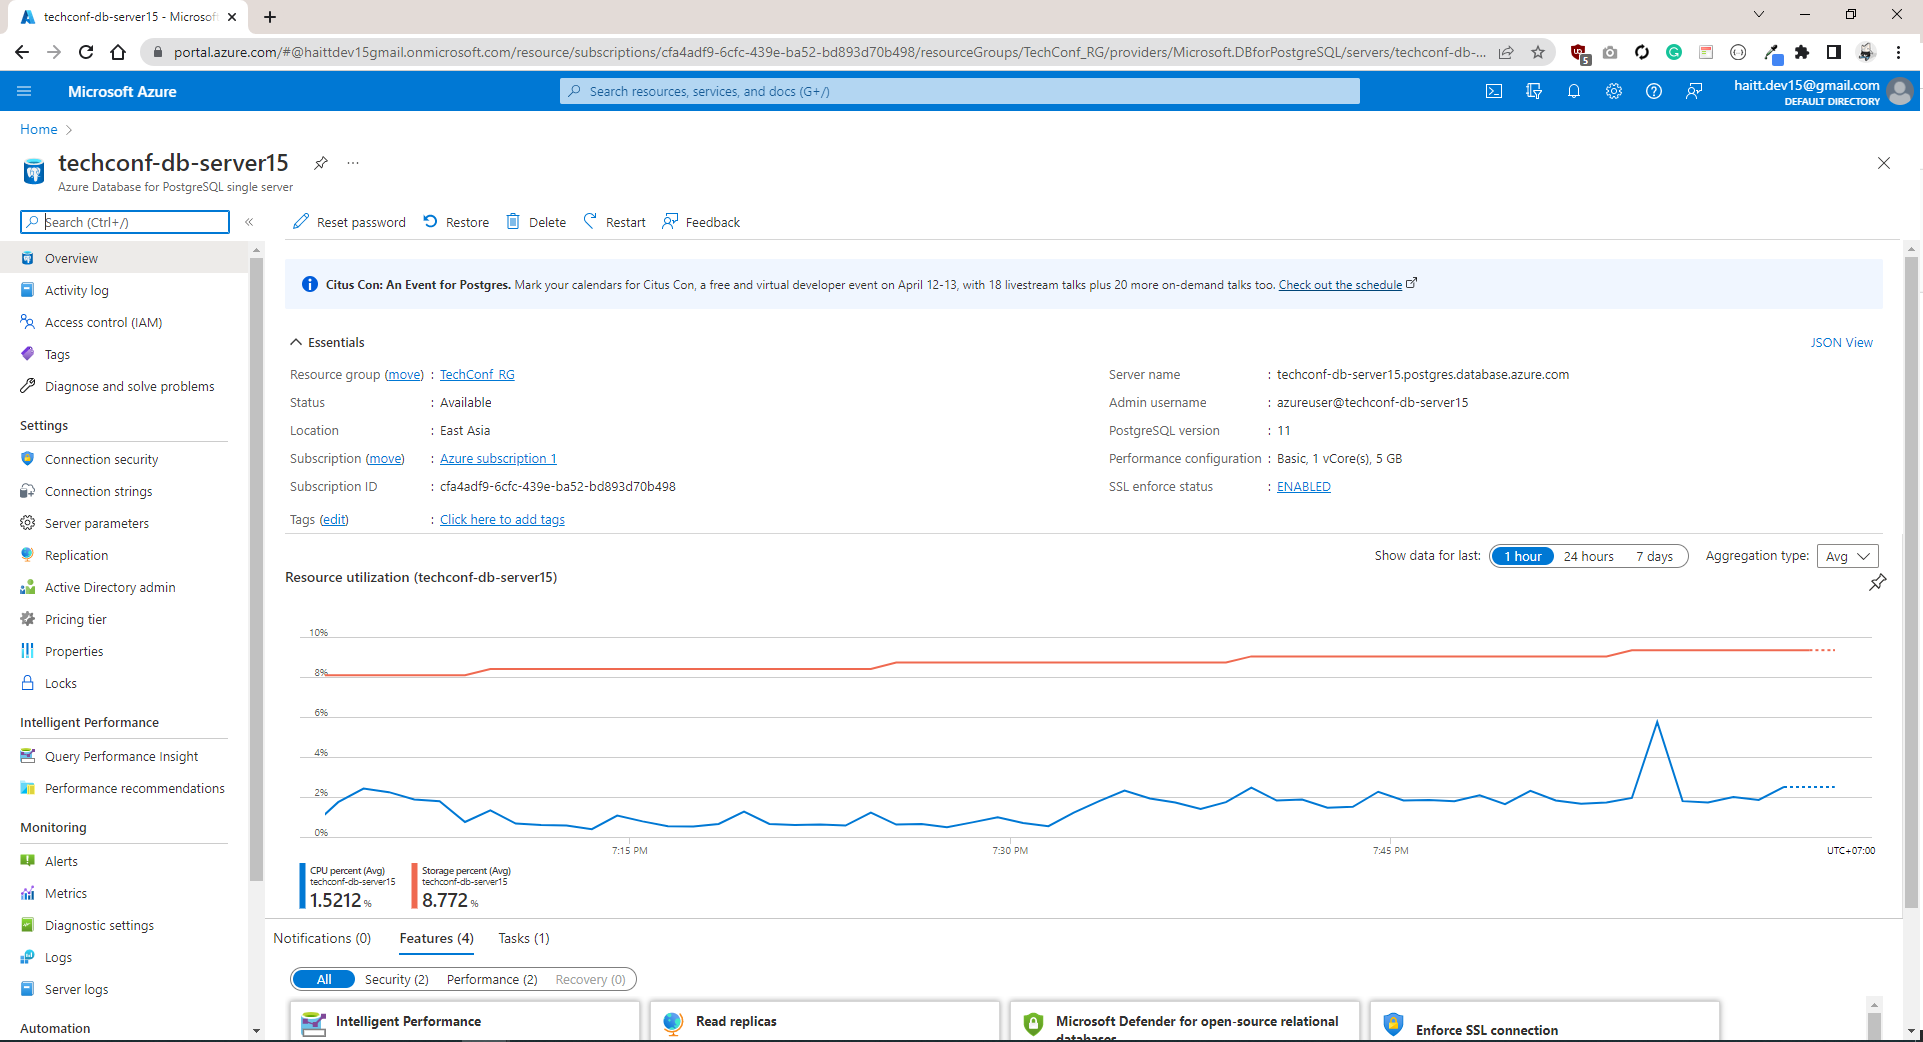 techconf-db-server15 - Microsof
portal.azure.com/#@haittdev15gmail.onmicrosoft.com/resource/subscriptions/cfa4adf9-6cfc-439e-ba52-bd893d70b498/resourceGroups/TechConf_RG/providers/Microsoft.DBforPostgreSQL/servers/techconf-db-...
5
Microsoft Azure
Search resources, services, and docs (G+/)
haitt.dev15@gmail.com
DEFAULT DIRECTORY
Home
techconf-db-server15
Azure Database for PostgreSQL single server
Search (Ctrl+/)
Reset password
Restore
Delete
Restart
Feedback
Overview
Activity log
Access control (IAM)
Tags
Diagnose and solve problems
Settings
Connection security
Connection strings
Server parameters
Replication
Active Directory admin
Pricing tier
Properties
Locks
Intelligent Performance
Query Performance Insight
Performance recommendations
Monitoring
Alerts
Metrics
Diagnostic settings
Logs
Server logs
Automation
Citus Con: An Event for Postgres. Mark your calendars for Citus Con, a free and virtual developer event on April 12-13, with 18 livestream talks plus 20 more on-demand talks too. Check out the schedule
Essentials
JSON View
Resource group (move) : TechConf_RG
Status : Available
Location : East Asia
Subscription (move) : Azure subscription 1
Subscription ID : cfa4adf9-6cfc-439e-ba52-bd893d70b498
Tags (edit) : Click here to add tags
Server name : techconf-db-server15.postgres.database.azure.com
Admin username : azureuser@techconf-db-server15
PostgreSQL version : 11
Performance configuration : Basic, 1 vCore(s), 5 GB
SSL enforce status : ENABLED
Show data for last: 1 hour 24 hours 7 days Aggregation type: Avg
Resource utilization (techconf-db-server15)
10%
8%
6%
4%
2%
0%
7:15 PM 7:30 PM 7:45 PM UTC+07:00
CPU percent (Avg)
techconf-db-server15
1.5212 %
Storage percent (Avg)
techconf-db-server15
8.772 %
Notifications (0) Features (4) Tasks (1)
All Security (2) Performance (2) Recovery (0)
Intelligent Performance
Read replicas
Microsoft Defender for open-source relational
databases
Enforce SSL connection